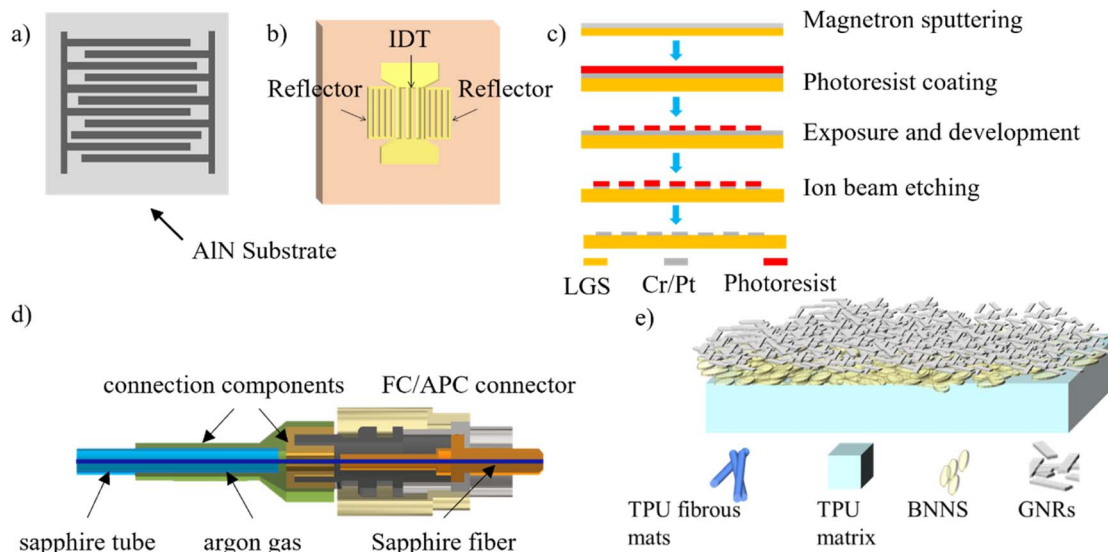 a)
AlN Substrate
b)
IDT
Reflector
Reflector
c)
Magnetron sputtering
Photoresist coating
Exposure and development
Ion beam etching
LGS
Cr/Pt
Photoresist
d)
connection components
FC/APC connector
sapphire tube
argon gas
Sapphire fiber
e)
TPU fibrous
mats
TPU
matrix
BNNS
GNRs